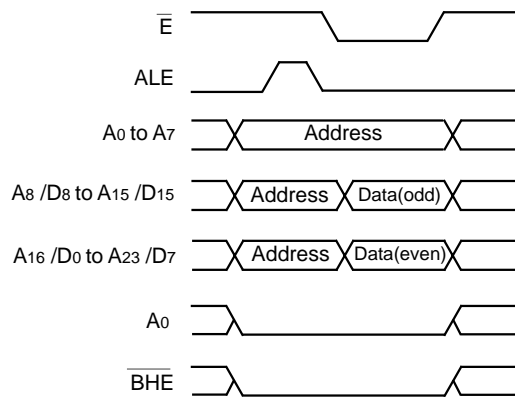 E
ALE
A0 to A7 Address
A8 /D8 to A15 /D15 Address Data(odd)
A16 /D0 to A23 /D7 Address Data(even)
A0
BHE